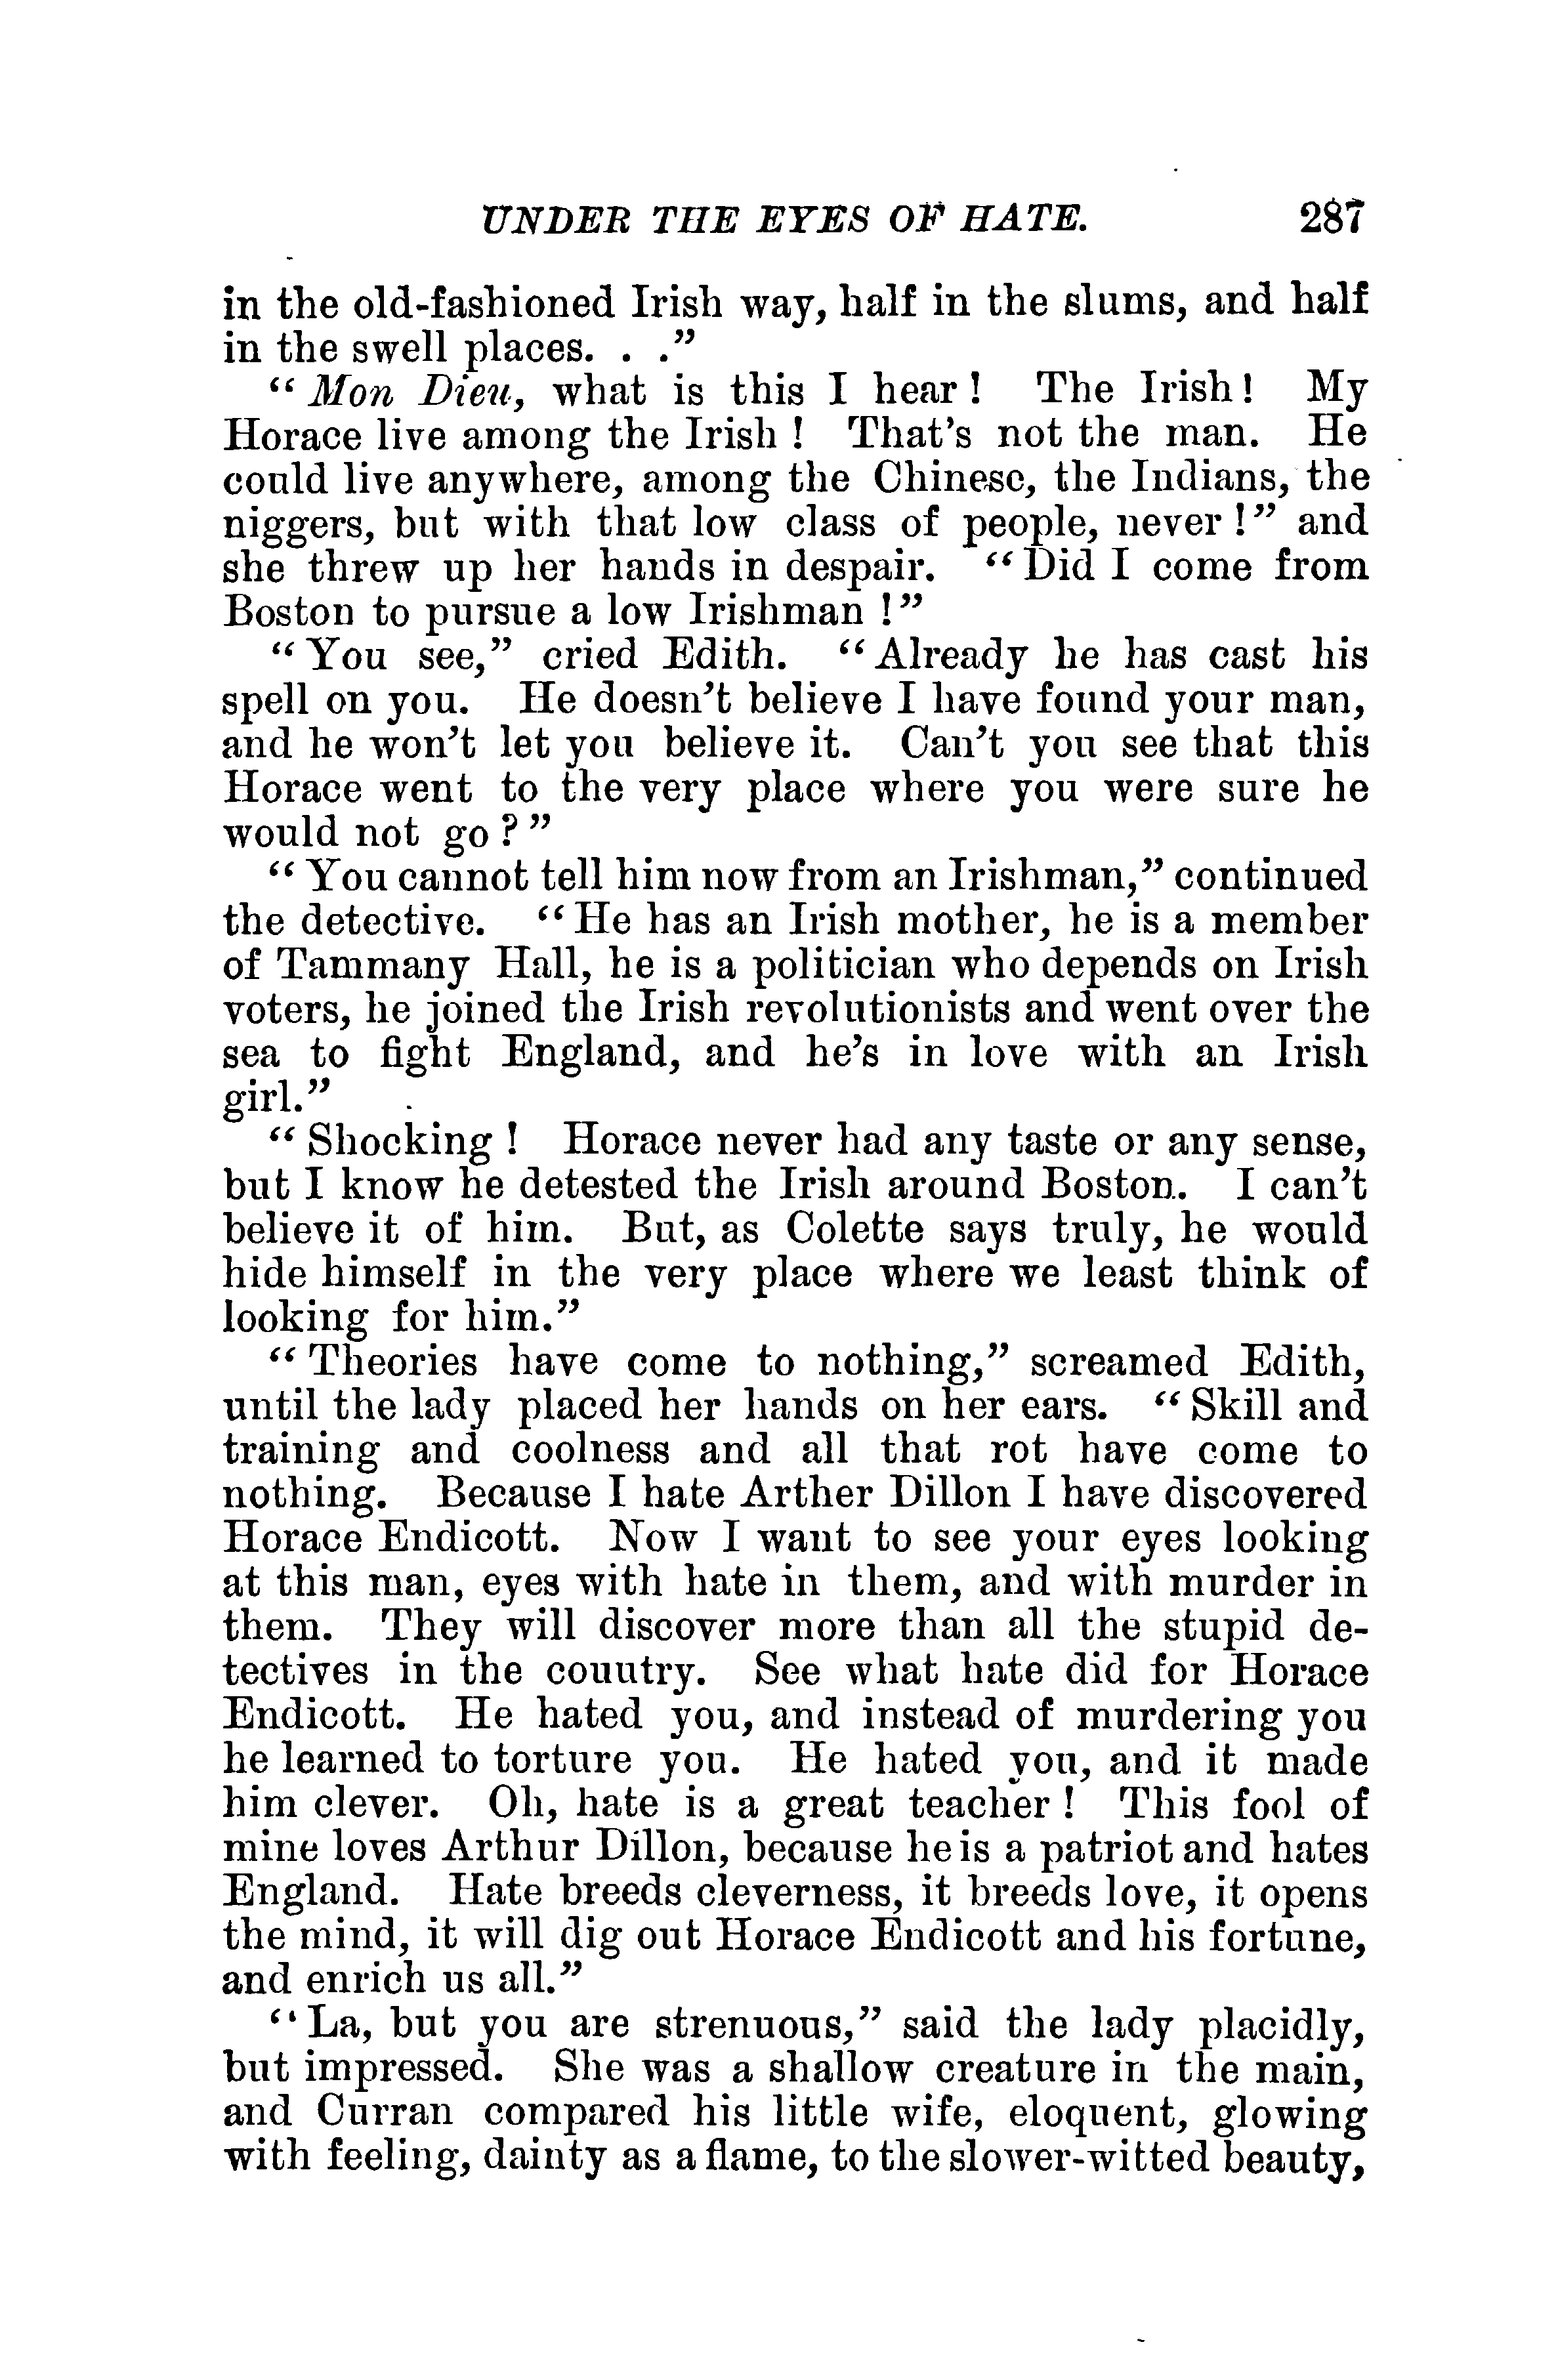 UNDER THE EYES OF HATE. 287
in the old-fashioned Irish way, half in the slums, and half
in the swell places. . .”
“ Mon Dieu, what is this I hear ! The Irish ! My
Horace live among the Irish ! That’s not the man. He
could live anywhere, among the Chinese, the Indians, the
niggers, but with that low class of people, never !” and
she threw up her hands in despair. “ Did I come from
Boston to pursue a low Irishman !”
“ You see,” cried Edith. “ Already he has cast his
spell on you. He doesn’t believe I have found your man,
and he won’t let you believe it. Can’t you see that this
Horace went to the very place where you were sure he
would not go ? ”
“ You cannot tell him now from an Irishman,” continued
the detective. “ He has an Irish mother, he is a member
of Tammany Hall, he is a politician who depends on Irish
voters, he joined the Irish revolutionists and went over the
sea to fight England, and he’s in love with an Irish
girl.”
“ Shocking ! Horace never had any taste or any sense,
but I know he detested the Irish around Boston. I can’t
believe it of him. But, as Colette says truly, he would
hide himself in the very place where we least think of
looking for him.”
“ Theories have come to nothing,” screamed Edith,
until the lady placed her hands on her ears. “ Skill and
training and coolness and all that rot have come to
nothing. Because I hate Arther Dillon I have discovered
Horace Endicott. Now I want to see your eyes looking
at this man, eyes with hate in them, and with murder in
them. They will discover more than all the stupid de-
tectives in the country. See what hate did for Horace
Endicott. He hated you, and instead of murdering you
he learned to torture you. He hated you, and it made
him clever. Oh, hate is a great teacher ! This fool of
mine loves Arthur Dillon, because he is a patriot and hates
England. Hate breeds cleverness, it breeds love, it opens
the mind, it will dig out Horace Endicott and his fortune,
and enrich us all.”
“ La, but you are strenuous,” said the lady placidly,
but impressed. She was a shallow creature in the main,
and Curran compared his little wife, eloquent, glowing
with feeling, dainty as a flame, to the slower-witted beauty,